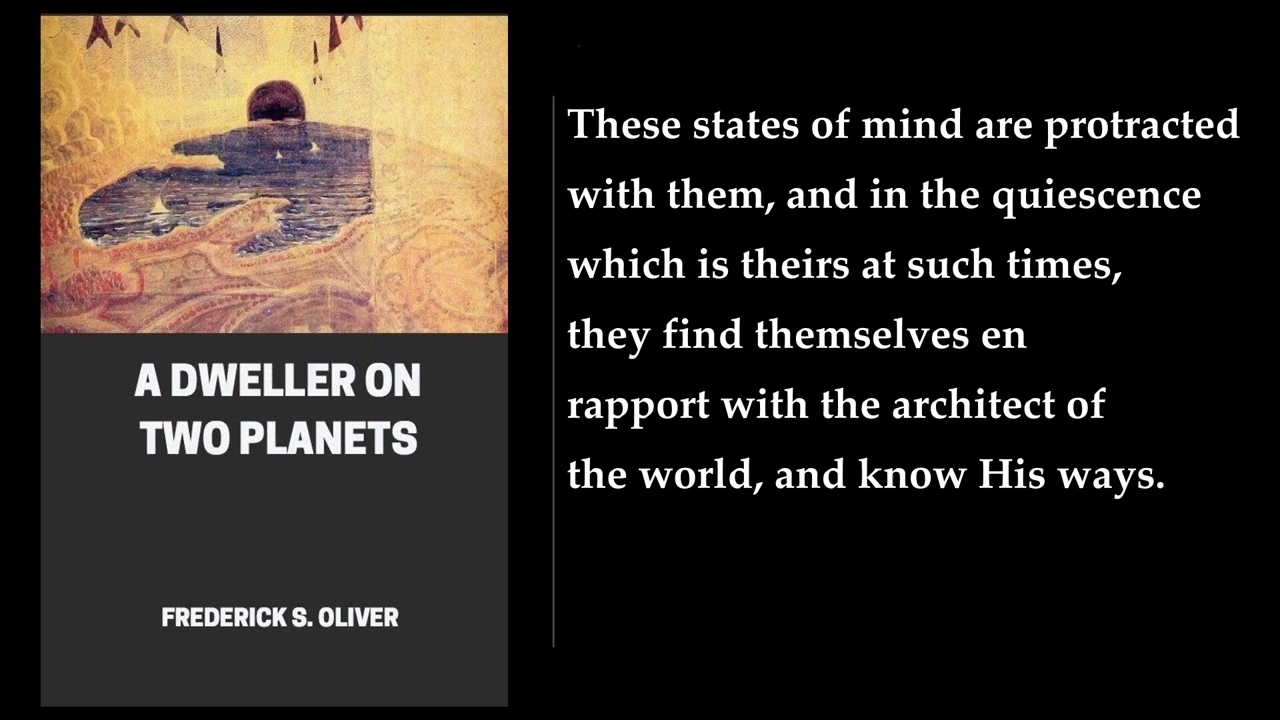 A DWELLER ON
TWO PLANETS
FREDERICK S. OLIVER
These states of mind are protracted
with them, and in the quiescence
which is theirs at such times,
they find themselves en
rapport with the architect of
the world, and know His ways.